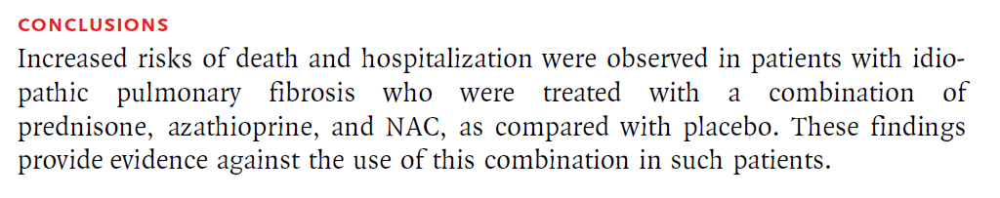 CONCLUSIONS
Increased risks of death and hospitalization were observed in patients with idio-
pathic pulmonary fibrosis who were treated with a combination of
prednisone, azathioprine, and NAC, as compared with placebo. These findings
provide evidence against the use of this combination in such patients.